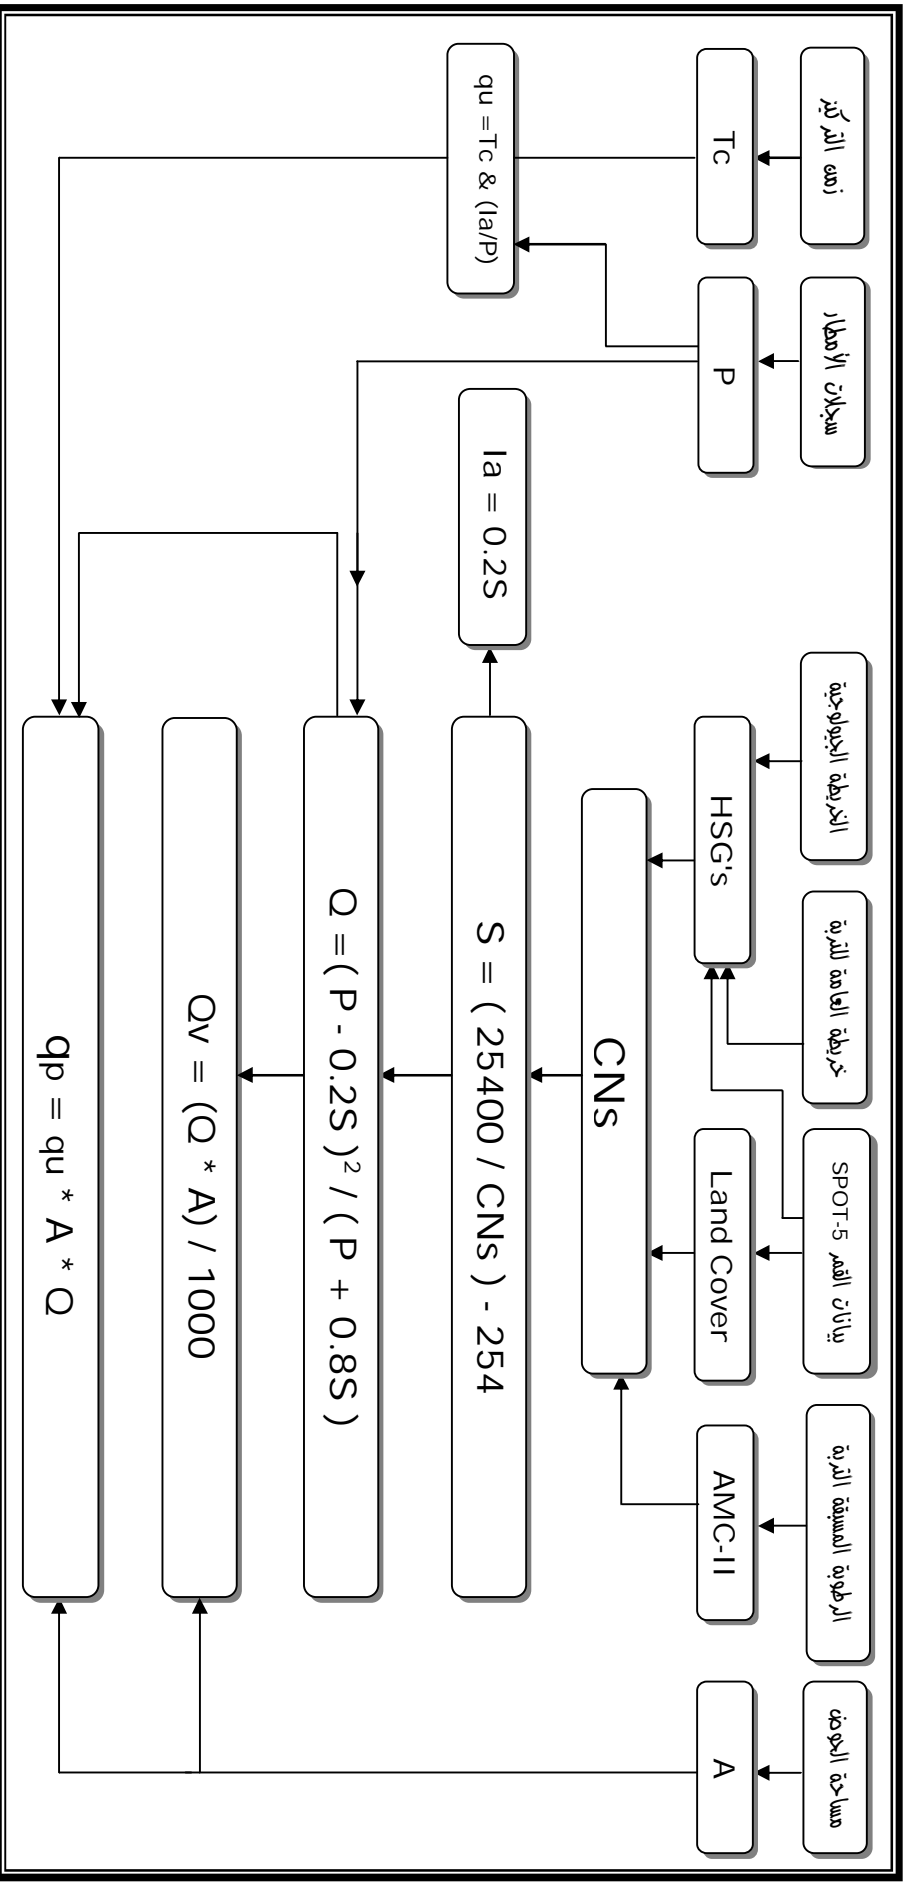 زمن التركيز
سجلات الأمطار
الخريطة الجيولوجية
خريطة العامة للتربة
بيانات القمر SPOT-5
الرطوبة المسبقة التربة
مساحة الحوض
Tc
P
HSG's
Land Cover
AMC-II
A
CNs
qu =Tc & (Ia/P)
Ia = 0.2S
S = ( 25400 / CNs ) - 254
Q =( P - 0.2S )² / ( P + 0.8S )
Qv = (Q * A) / 1000
qp = qu * A * Q